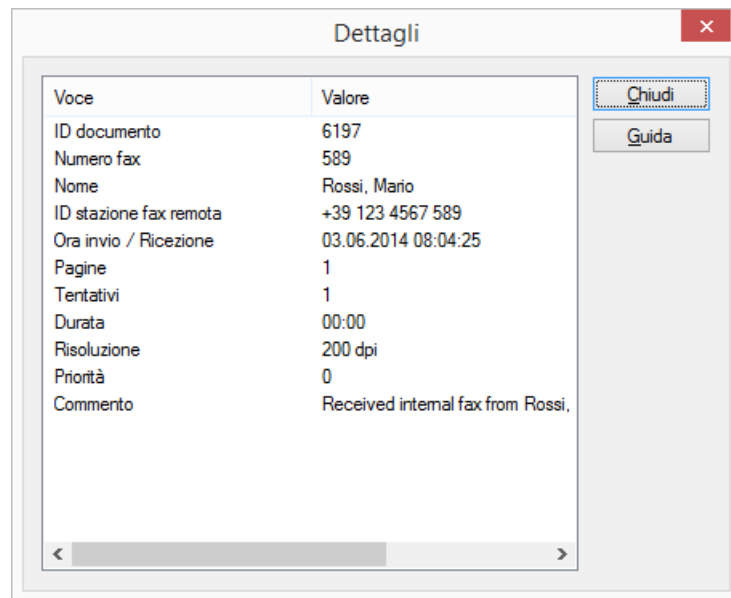 Dettagli
Voce Valore
ID documento 6197
Numero fax 589
Nome Rossi, Mario
ID stazione fax remota +39 123 4567 589
Ora invio / Ricezione 03.06.2014 08:04:25
Pagine 1
Tentativi 1
Durata 00:00
Risoluzione 200 dpi
Priorità 0
Commento Received internal fax from Rossi,
Chiudi
Guida